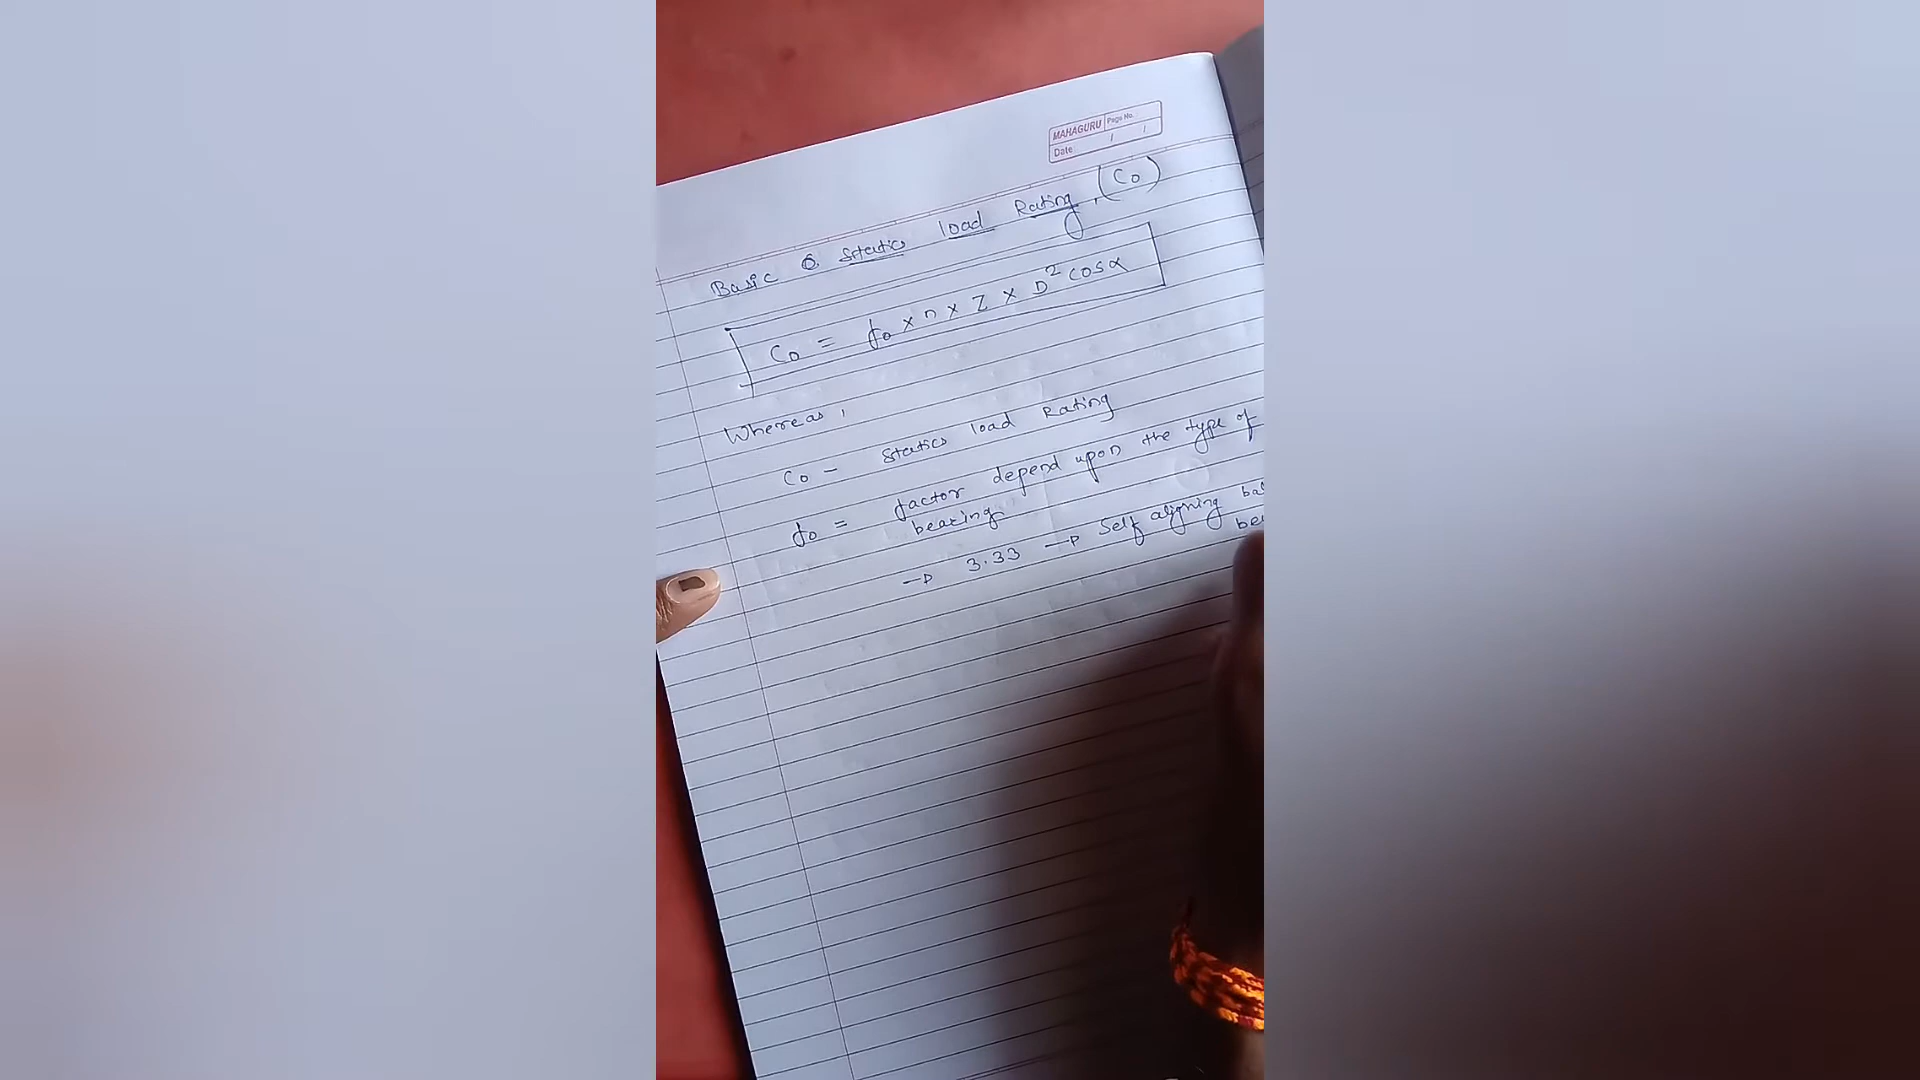 MAHAGURU Page No.
Date / /
Basic Statics load Rating, (Co)
Co = fo × n × Z × D² cosα
Whereas,
Co - Statics load Rating
fo = factor depend upon the type of
bearing
→ 3.33 → Self aligning